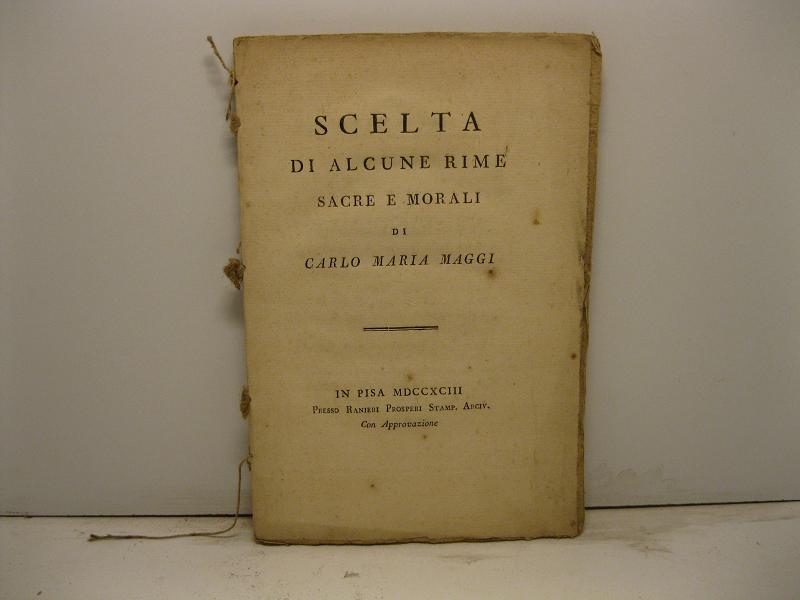 SCELTA
DI ALCUNE RIME
SACRE E MORALI
DI
CARLO MARIA MAGGI
IN PISA MDCCXCIII
Presso Ranieri Prosperi Stamp. Arciv.
Con Approvazione